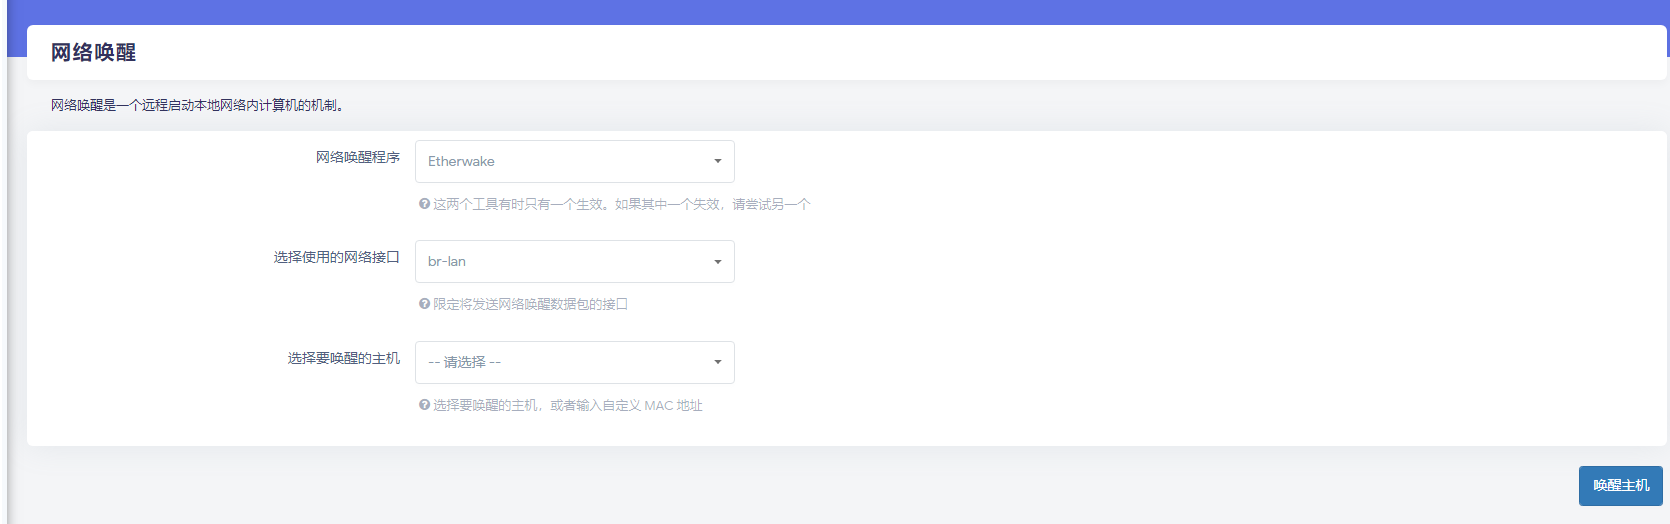 网络唤醒
网络唤醒是一个远程启动本地网络内计算机的机制。
网络唤醒程序
Etherwake
这两个工具有时只有一个生效。如果其中一个失效，请尝试另一个
选择使用的网络接口
br-lan
限定将发送网络唤醒数据包的接口
选择要唤醒的主机
-- 请选择 --
选择要唤醒的主机，或者输入自定义 MAC 地址
唤醒主机